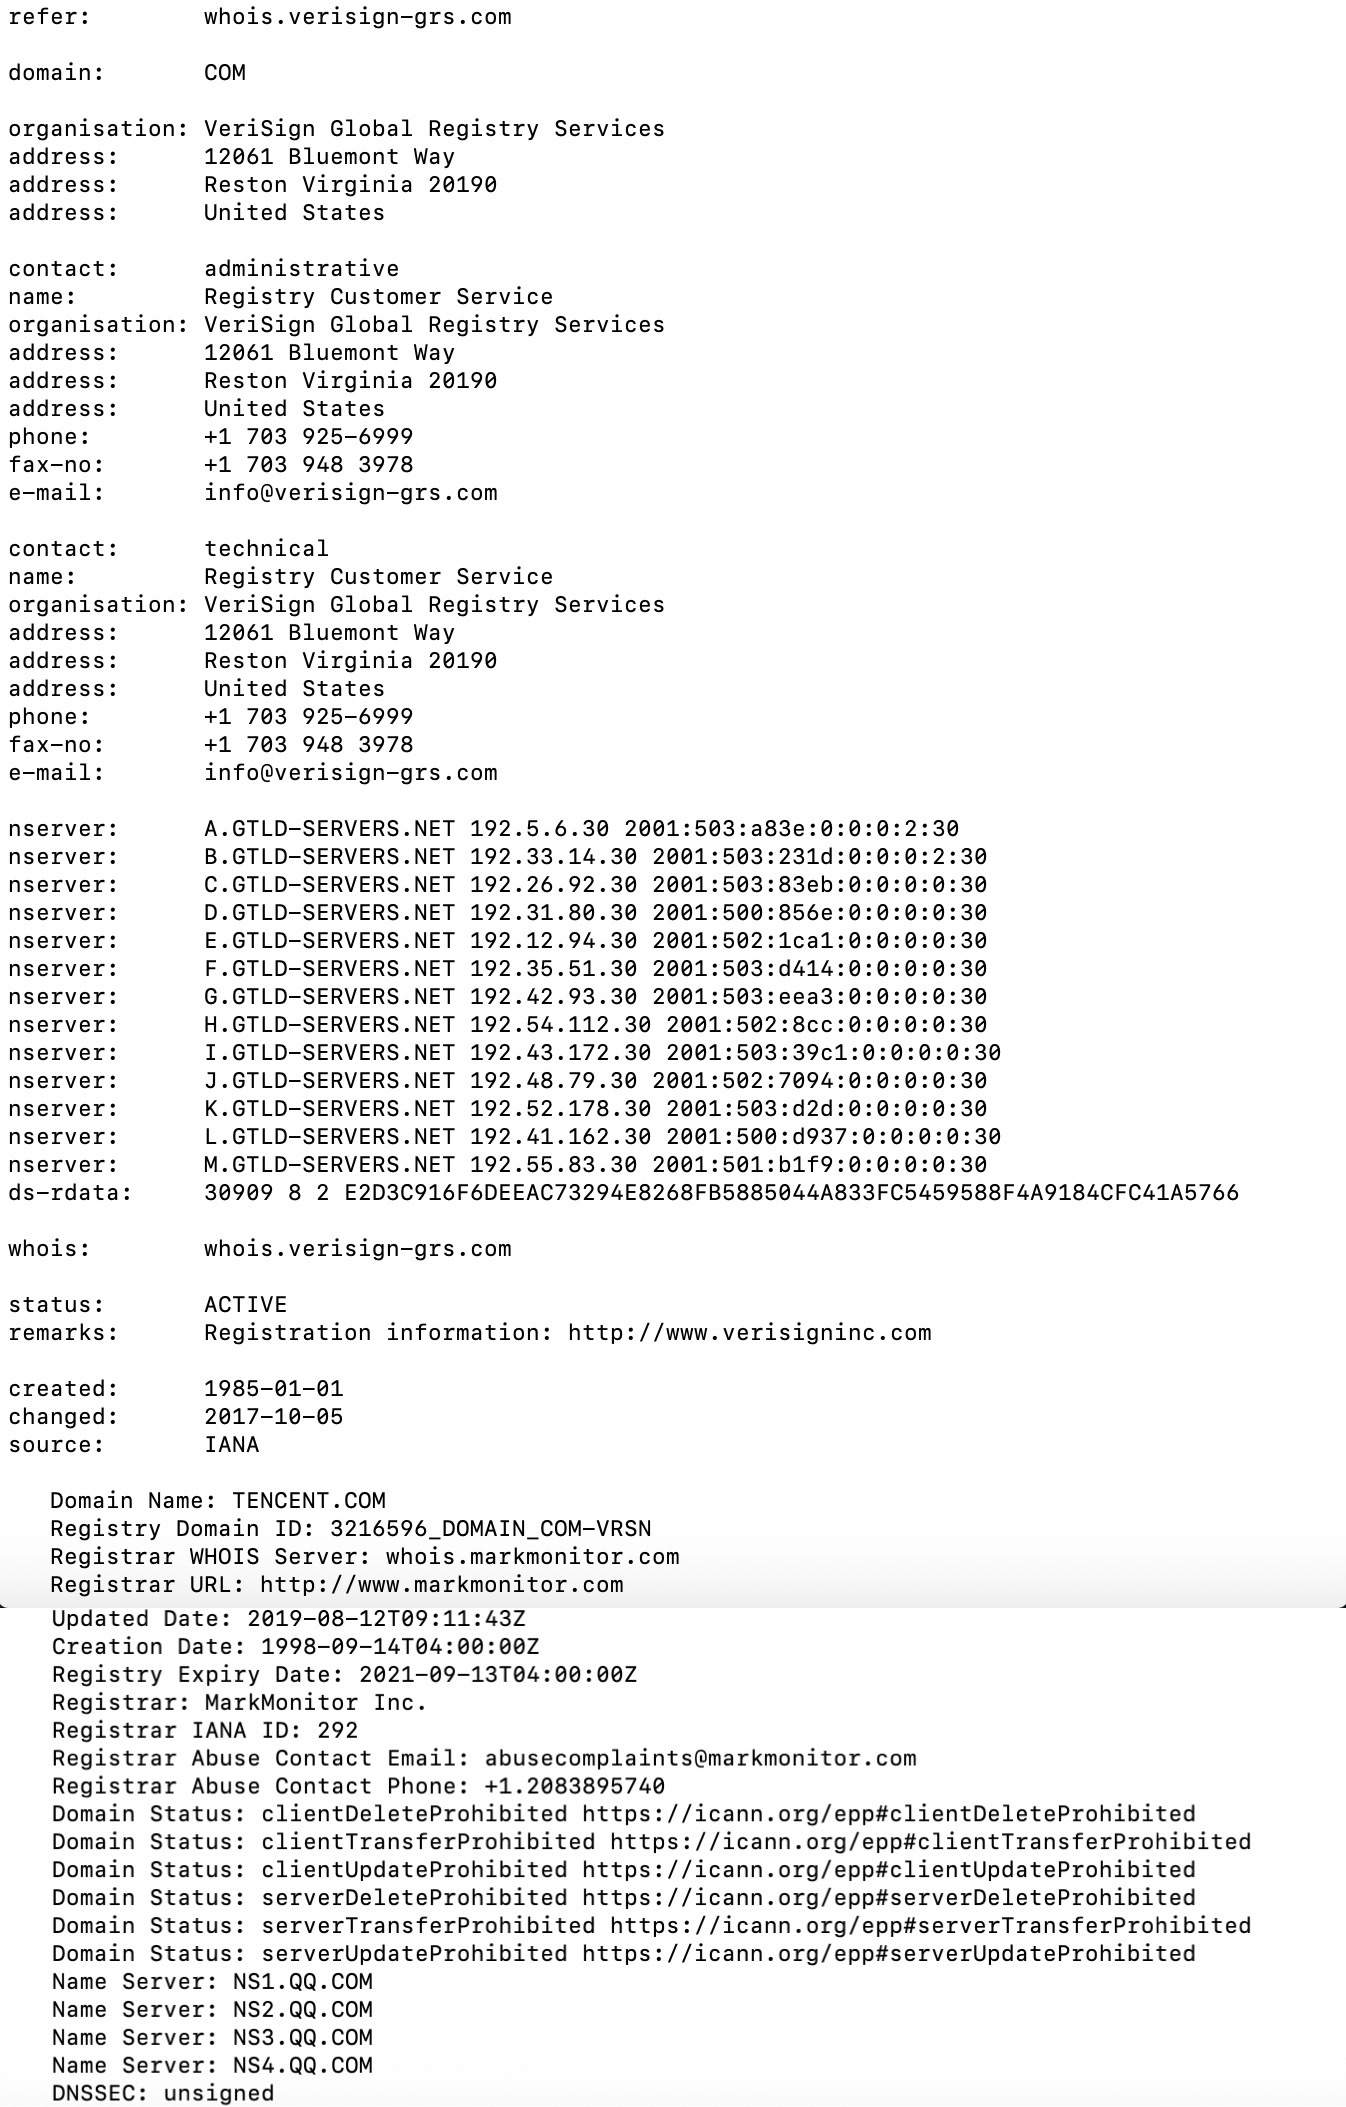 refer: whois.verisign-grs.com
domain: COM
organisation: VeriSign Global Registry Services
address: 12061 Bluemont Way
address: Reston Virginia 20190
address: United States
contact: administrative
name: Registry Customer Service
organisation: VeriSign Global Registry Services
address: 12061 Bluemont Way
address: Reston Virginia 20190
address: United States
phone: +1 703 925-6999
fax-no: +1 703 948 3978
e-mail: info@verisign-grs.com
contact: technical
name: Registry Customer Service
organisation: VeriSign Global Registry Services
address: 12061 Bluemont Way
address: Reston Virginia 20190
address: United States
phone: +1 703 925-6999
fax-no: +1 703 948 3978
e-mail: info@verisign-grs.com
nserver: A.GTLD-SERVERS.NET 192.5.6.30 2001:503:a83e:0:0:0:2:30
nserver: B.GTLD-SERVERS.NET 192.33.14.30 2001:503:231d:0:0:0:2:30
nserver: C.GTLD-SERVERS.NET 192.26.92.30 2001:503:83eb:0:0:0:0:30
nserver: D.GTLD-SERVERS.NET 192.31.80.30 2001:500:856e:0:0:0:0:30
nserver: E.GTLD-SERVERS.NET 192.12.94.30 2001:502:1ca1:0:0:0:0:30
nserver: F.GTLD-SERVERS.NET 192.35.51.30 2001:503:d414:0:0:0:0:30
nserver: G.GTLD-SERVERS.NET 192.42.93.30 2001:503:eea3:0:0:0:0:30
nserver: H.GTLD-SERVERS.NET 192.54.112.30 2001:502:8cc:0:0:0:0:30
nserver: I.GTLD-SERVERS.NET 192.43.172.30 2001:503:39c1:0:0:0:0:30
nserver: J.GTLD-SERVERS.NET 192.48.79.30 2001:502:7094:0:0:0:0:30
nserver: K.GTLD-SERVERS.NET 192.52.178.30 2001:503:d2d:0:0:0:0:30
nserver: L.GTLD-SERVERS.NET 192.41.162.30 2001:500:d937:0:0:0:0:30
nserver: M.GTLD-SERVERS.NET 192.55.83.30 2001:501:b1f9:0:0:0:0:30
ds-rdata: 30909 8 2 E2D3C916F6DEEAC73294E8268FB5885044A833FC5459588F4A9184CFC41A5766
whois: whois.verisign-grs.com
status: ACTIVE
remarks: Registration information: http://www.verisigninc.com
created: 1985-01-01
changed: 2017-10-05
source: IANA
Domain Name: TENCENT.COM
Registry Domain ID: 3216596_DOMAIN_COM-VRSN
Registrar WHOIS Server: whois.markmonitor.com
Registrar URL: http://www.markmonitor.com
Updated Date: 2019-08-12T09:11:43Z
Creation Date: 1998-09-14T04:00:00Z
Registry Expiry Date: 2021-09-13T04:00:00Z
Registrar: MarkMonitor Inc.
Registrar IANA ID: 292
Registrar Abuse Contact Email: abusecomplaints@markmonitor.com
Registrar Abuse Contact Phone: +1.2083895740
Domain Status: clientDeleteProhibited https://icann.org/epp#clientDeleteProhibited
Domain Status: clientTransferProhibited https://icann.org/epp#clientTransferProhibited
Domain Status: clientUpdateProhibited https://icann.org/epp#clientUpdateProhibited
Domain Status: serverDeleteProhibited https://icann.org/epp#serverDeleteProhibited
Domain Status: serverTransferProhibited https://icann.org/epp#serverTransferProhibited
Domain Status: serverUpdateProhibited https://icann.org/epp#serverUpdateProhibited
Name Server: NS1.QQ.COM
Name Server: NS2.QQ.COM
Name Server: NS3.QQ.COM
Name Server: NS4.QQ.COM
DNSSEC: unsigned